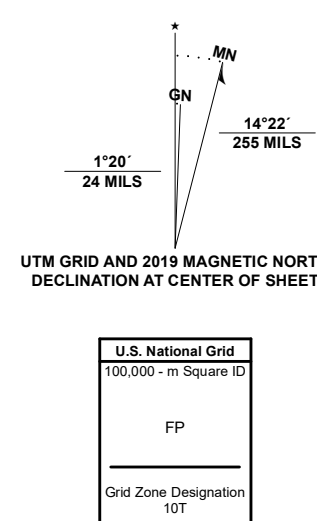 ★
MN
GN
14°22´
255 MILS
1°20´
24 MILS
UTM GRID AND 2019 MAGNETIC NORT
DECLINATION AT CENTER OF SHEET
U.S. National Grid
100,000 - m Square ID
FP
Grid Zone Designation
10T